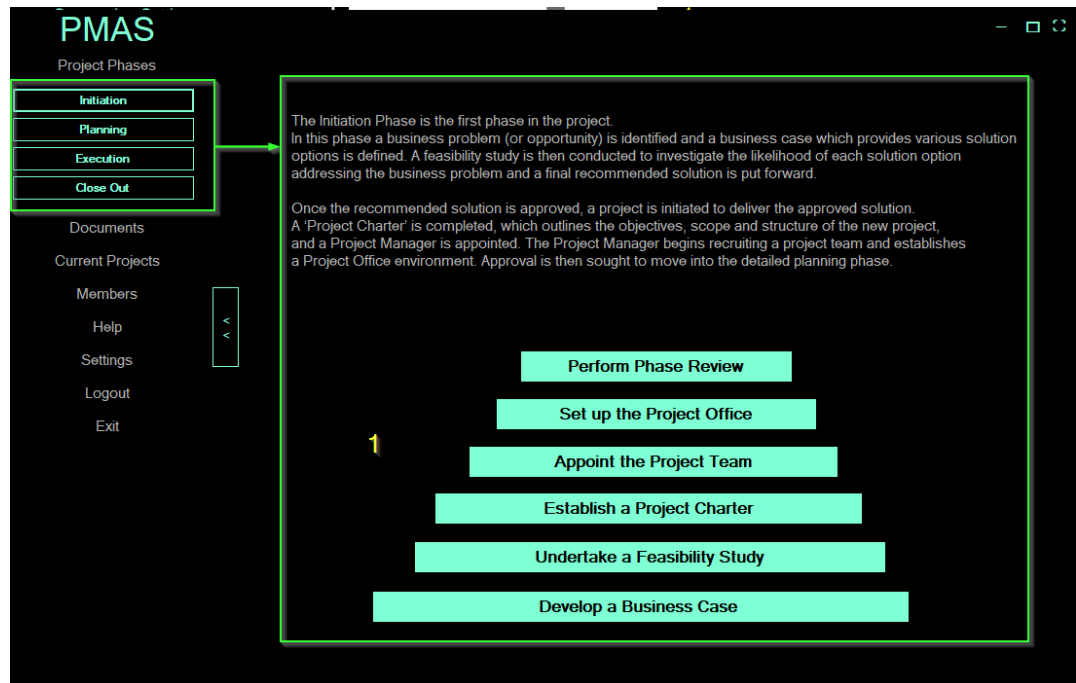 PMAS
Project Phases
Initiation
Planning
Execution
Close Out
Documents
Current Projects
Members
Help
Settings
Logout
Exit
<
<
The Initiation Phase is the first phase in the project.
In this phase a business problem (or opportunity) is identified and a business case which provides various solution
options is defined. A feasibility study is then conducted to investigate the likelihood of each solution option
addressing the business problem and a final recommended solution is put forward.
Once the recommended solution is approved, a project is initiated to deliver the approved solution.
A ‘Project Charter’ is completed, which outlines the objectives, scope and structure of the new project,
and a Project Manager is appointed. The Project Manager begins recruiting a project team and establishes
a Project Office environment. Approval is then sought to move into the detailed planning phase.
Perform Phase Review
Set up the Project Office
1
Appoint the Project Team
Establish a Project Charter
Undertake a Feasibility Study
Develop a Business Case